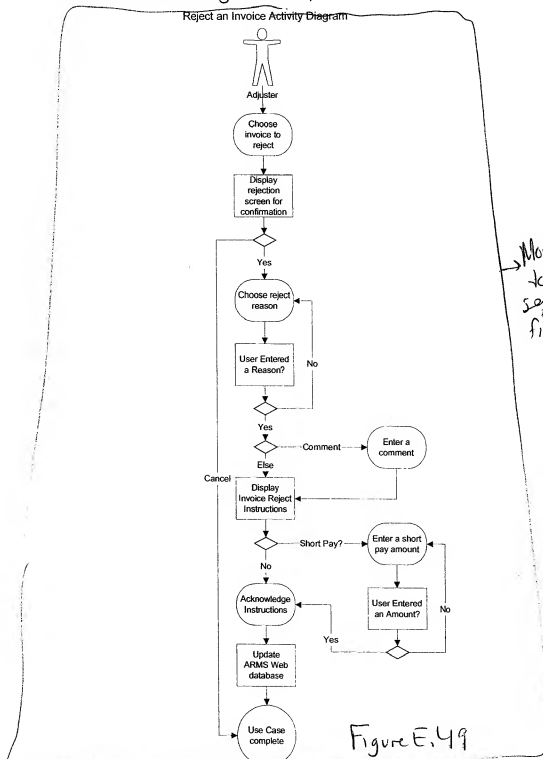 Reject an Invoice Activity Diagram
Adjuster
Choose
invoice to
reject
Display
rejection
screen for
confirmation
Yes
Choose reject
reason
User Entered
a Reason?
No
Yes
Comment
Enter a
comment
Else
Cancel
Display
Invoice Reject
Instructions
Short Pay?
Enter a short
pay amount
No
Acknowledge
Instructions
User Entered
an Amount?
No
Yes
Update
ARMS Web
database
Use Case
complete
Figure E.49